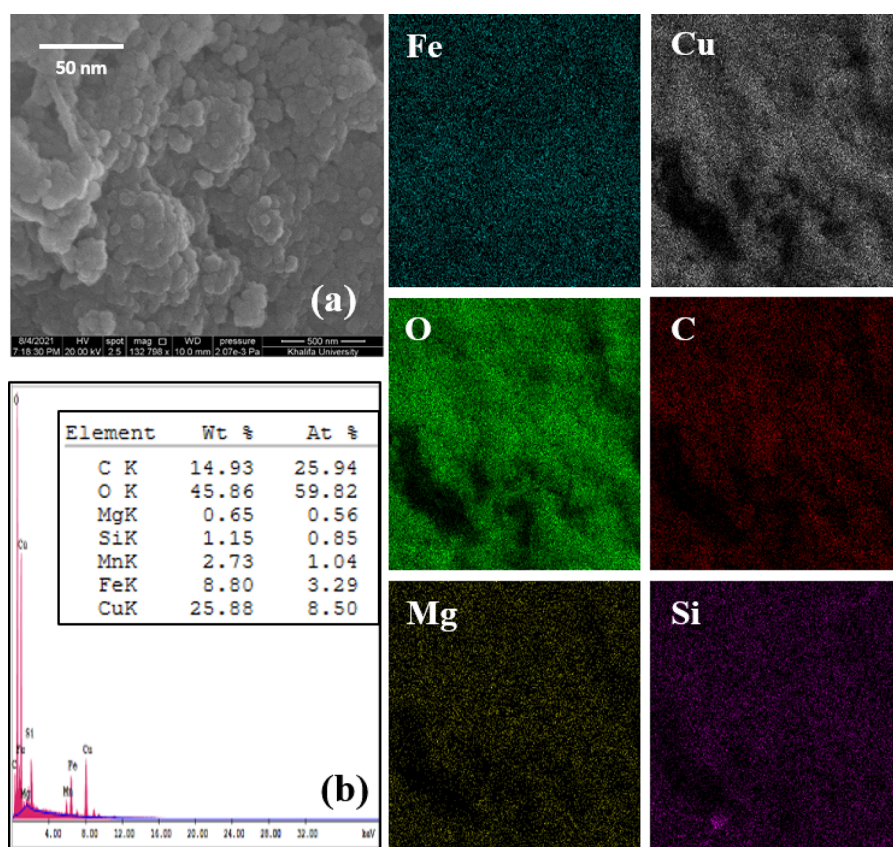 50 nm
(a)
8/4/2021 HV spot mag □ WD pressure 500 nm
7:18:30 PM 20.00 kV 2.5 132 798 x 10.0 mm 2.07e-3 Pa Khalifa University
Fe
Cu
O
C
Mg
Si
Element Wt % At %
C K 14.93 25.94
O K 45.86 59.82
MgK 0.65 0.56
SiK 1.15 0.85
MnK 2.73 1.04
FeK 8.80 3.29
CuK 25.88 8.50
O
Cu
Si
C
Mg
Mn
Fe
Cu
(b)
4.00 8.00 12.00 16.00 20.00 24.00 28.00 32.00 keV